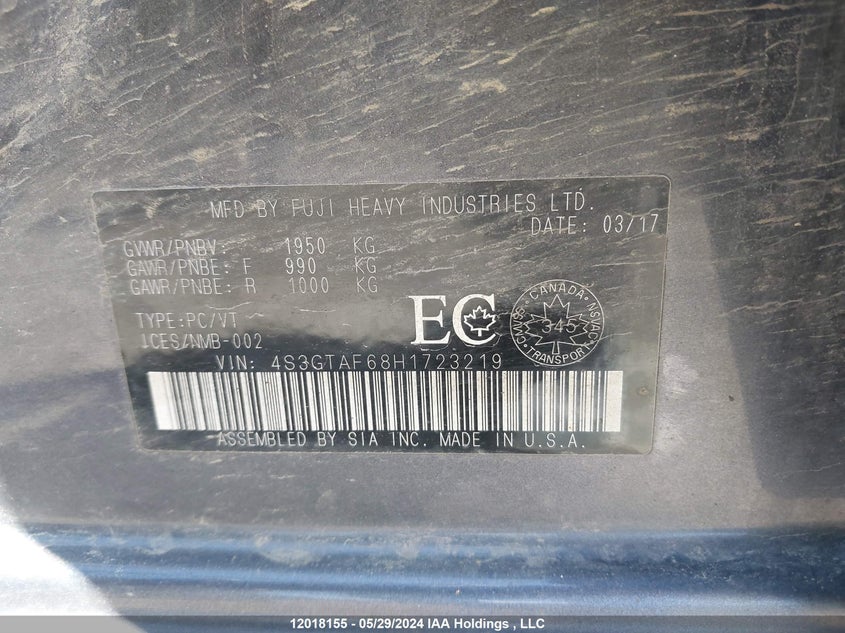 MFD BY FUJI HEAVY INDUSTRIES LTD.
DATE: 03/17
GVWR/PNBV: 1950 KG
GAWR/PNBE: F 990 KG
GAWR/PNBE: R 1000 KG
TYPE:PC/VT
ICES/NMB-002
EC
CANADA
345
TRANSPORT
CMVSS
NSVAC
VIN: 4S3GTAF68H1723219
ASSEMBLED BY SIA INC. MADE IN U.S.A.
12018155 - 05/29/2024 IAA Holdings , LLC